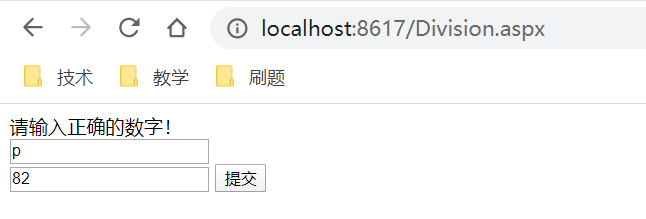 localhost:8617/Division.aspx
技术 教学 刷题
请输入正确的数字！
p
82 提交